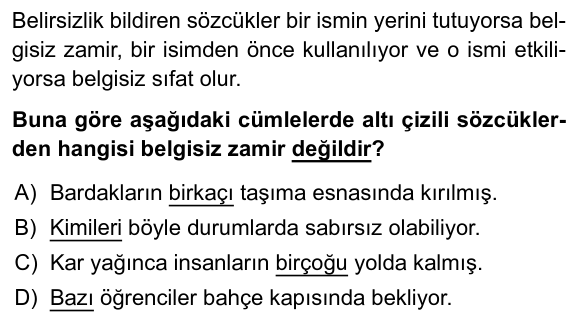 Belirsizlik bildiren sözcükler bir ismin yerini tutuyorsa bel-
gisiz zamir, bir isimden önce kullanılıyor ve o ismi etkili-
yorsa belgisiz sıfat olur.
Buna göre aşağıdaki cümlelerde altı çizili sözcükler-
den hangisi belgisiz zamir değildir?
A) Bardakların birkaçı taşıma esnasında kırılmış.
B) Kimileri böyle durumlarda sabırsız olabiliyor.
C) Kar yağınca insanların birçoğu yolda kalmış.
D) Bazı öğrenciler bahçe kapısında bekliyor.